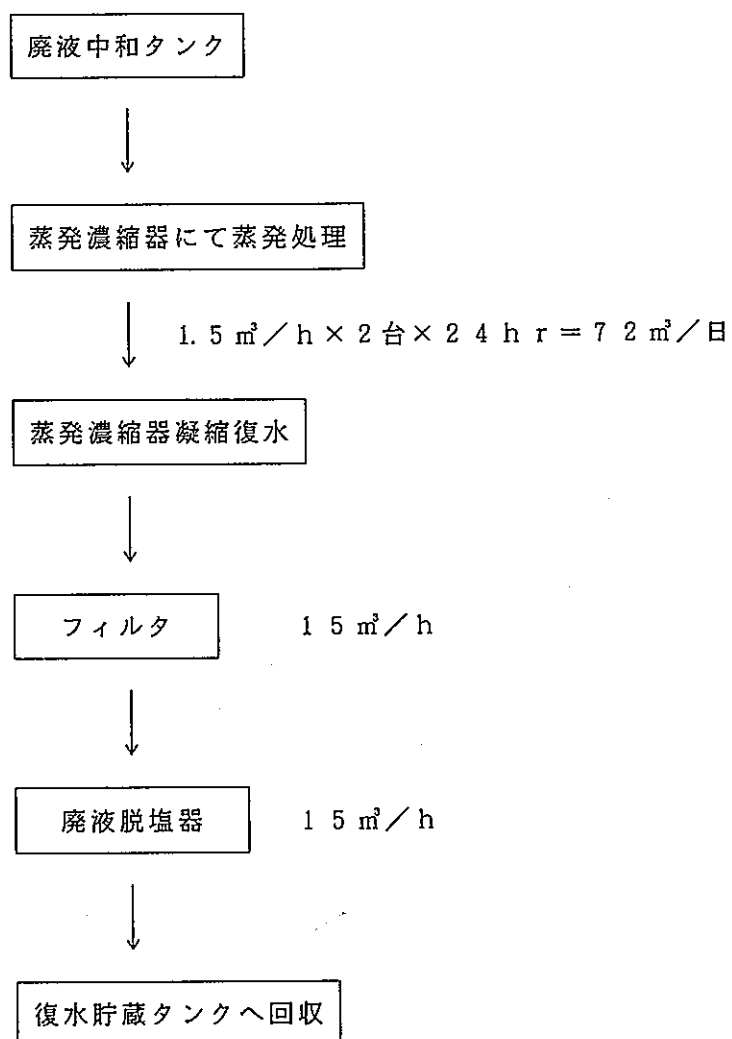 廃液中和タンク
蒸発濃縮器にて蒸発処理
1.5㎥/h×2台×24hr=72㎥/日
蒸発濃縮器凝縮復水
フィルタ 15㎥/h
廃液脱塩器 15㎥/h
復水貯蔵タンクへ回収